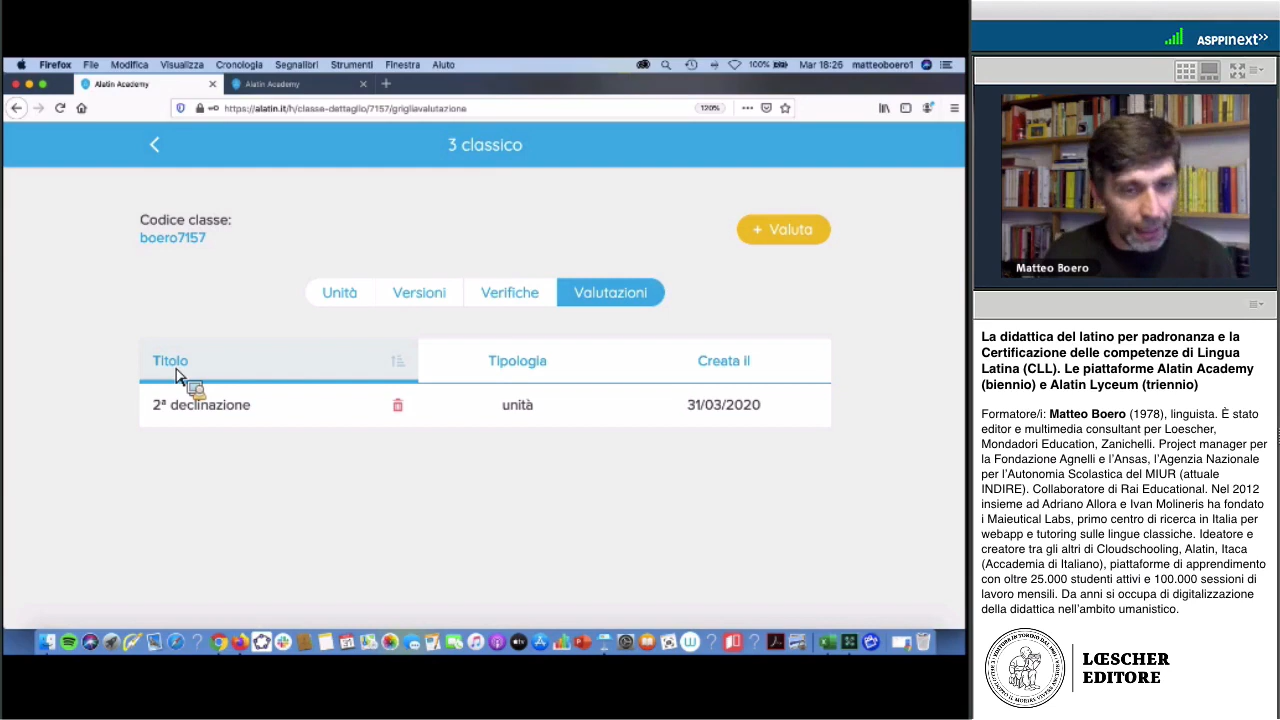 Firefox File Modifica Visualizza Cronologia Segnalibri Strumenti Finestra Aiuto 100% Mar 18:26 matteoboero1
Alatin Academy Alatin Academy
https://alatin.it/h/classe-dettaglio/7157/grigliavalutazione 120%
3 classico
Codice classe:
boero7157
+ Valuta
Unità Versioni Verifiche Valutazioni
Titolo Tipologia Creata il
2ª declinazione unità 31/03/2020
ASPPInext>>
Matteo Boero
La didattica del latino per padronanza e la
Certificazione delle competenze di Lingua
Latina (CLL). Le piattaforme Alatin Academy
(biennio) e Alatin Lyceum (triennio)
Formatore/i: Matteo Boero (1978), linguista. È stato
editor e multimedia consultant per Loescher,
Mondadori Education, Zanichelli. Project manager per
la Fondazione Agnelli e l'Ansas, l'Agenzia Nazionale
per l'Autonomia Scolastica del MIUR (attuale
INDIRE). Collaboratore di Rai Educational. Nel 2012
insieme ad Adriano Allora e Ivan Molineris ha fondato
i Maieutical Labs, primo centro di ricerca in Italia per
webapp e tutoring sulle lingue classiche. Ideatore e
creatore tra gli altri di Cloudschooling, Alatin, Itaca
(Accademia di Italiano), piattaforme di apprendimento
con oltre 25.000 studenti attivi e 100.000 sessioni di
lavoro mensili. Da anni si occupa di digitalizzazione
della didattica nell'ambito umanistico.
LŒSCHER
EDITORE